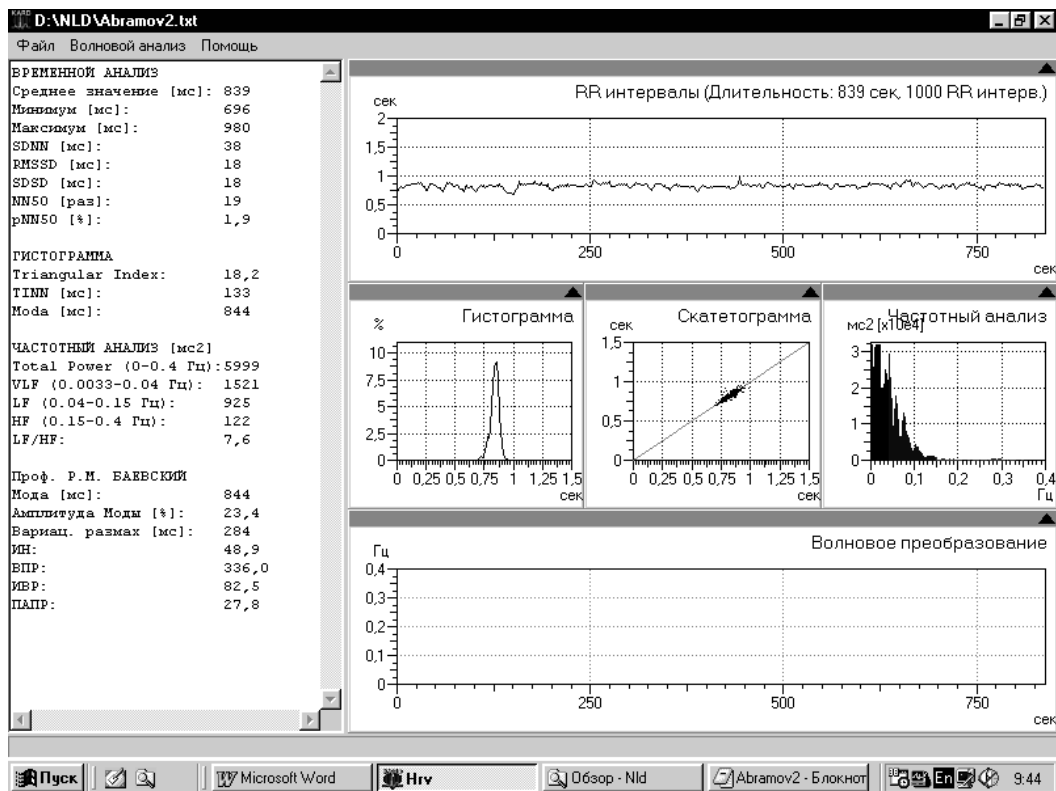 KARD D:\NLD\Abramov2.txt
Файл Волновой анализ Помощь
ВРЕМЕННОЙ АНАЛИЗ
Среднее значение [мс]: 839
Минимум [мс]: 696
Максимум [мс]: 980
SDNN [мс]: 38
RMSSD [мс]: 18
SDSD [мс]: 18
NN50 [раз]: 19
pNN50 [%]: 1,9
ГИСТОГРАММА
Triangular Index: 18,2
TINN [мс]: 133
Moda [мс]: 844
ЧАСТОТНЫЙ АНАЛИЗ [мс2]
Total Power (0-0.4 Гц):5999
VLF (0.0033-0.04 Гц): 1521
LF (0.04-0.15 Гц): 925
HF (0.15-0.4 Гц): 122
LF/HF: 7,6
Проф. Р.М. БАЕВСКИЙ
Мода [мс]: 844
Амплитуда Моды [%]: 23,4
Вариац. размах [мс]: 284
ИН: 48,9
ВПР: 336,0
ИВР: 82,5
ПАПР: 27,8
RR интервалы (Длительность: 839 сек, 1000 RR интерв.)
сек
2
1,5
1
0,5
0
0 250 500 750
сек
Гистограмма
%
10
7,5
5
2,5
0
0 0,25 0,5 0,75 1 1,25 1,5
сек
Скатетограмма
сек
1,5
1
0,5
0
0 0,25 0,5 0,75 1 1,25 1,5
сек
Частотный анализ
мс2 [x10e4]
3
2
1
0
0 0,1 0,2 0,3 0,4
Гц
Волновое преобразование
Гц
0,4
0,3
0,2
0,1
0
0 250 500 750
сек
Пуск Microsoft Word Hrv Обзор - Nld Abramov2 - Блокнот En 9:44